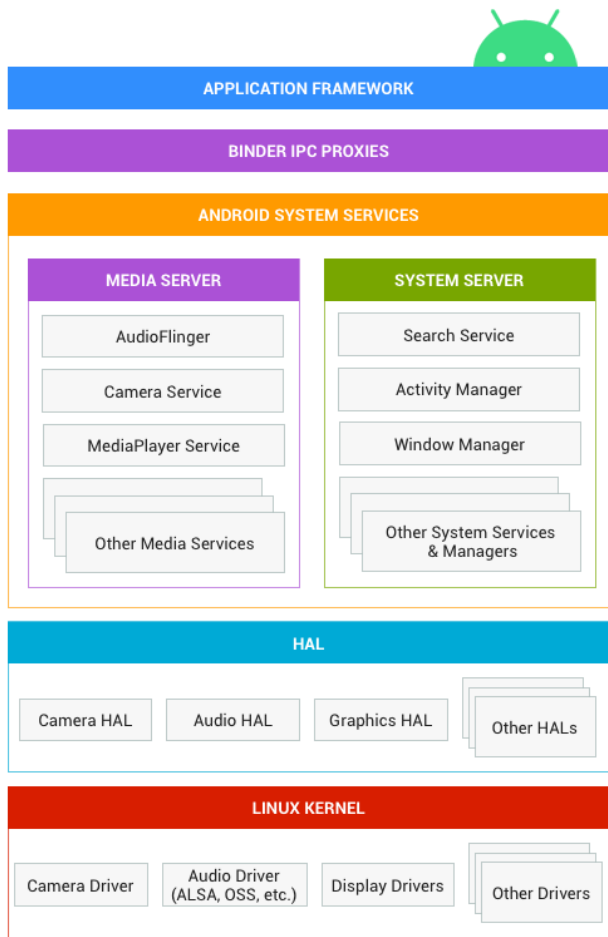 APPLICATION FRAMEWORK
BINDER IPC PROXIES
ANDROID SYSTEM SERVICES
MEDIA SERVER
AudioFlinger
Camera Service
MediaPlayer Service
Other Media Services
SYSTEM SERVER
Search Service
Activity Manager
Window Manager
Other System Services
& Managers
HAL
Camera HAL
Audio HAL
Graphics HAL
Other HALs
LINUX KERNEL
Camera Driver
Audio Driver
(ALSA, OSS, etc.)
Display Drivers
Other Drivers